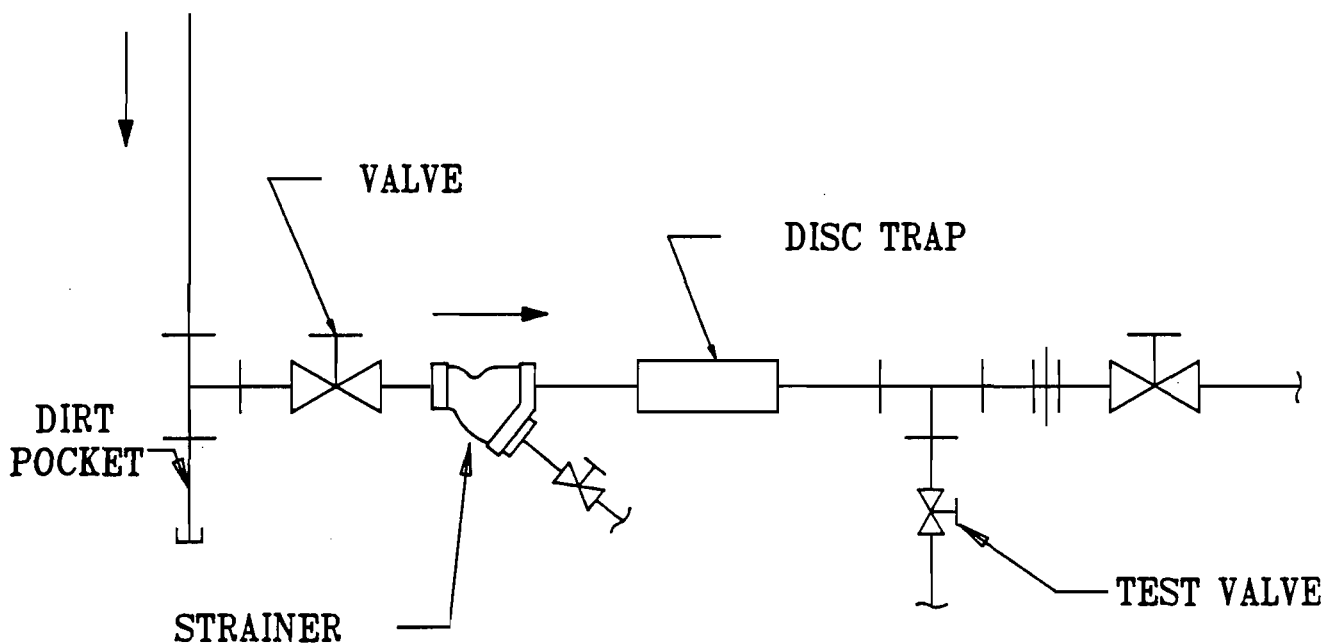 VALVE
DISC TRAP
DIRT
POCKET
STRAINER
TEST VALVE